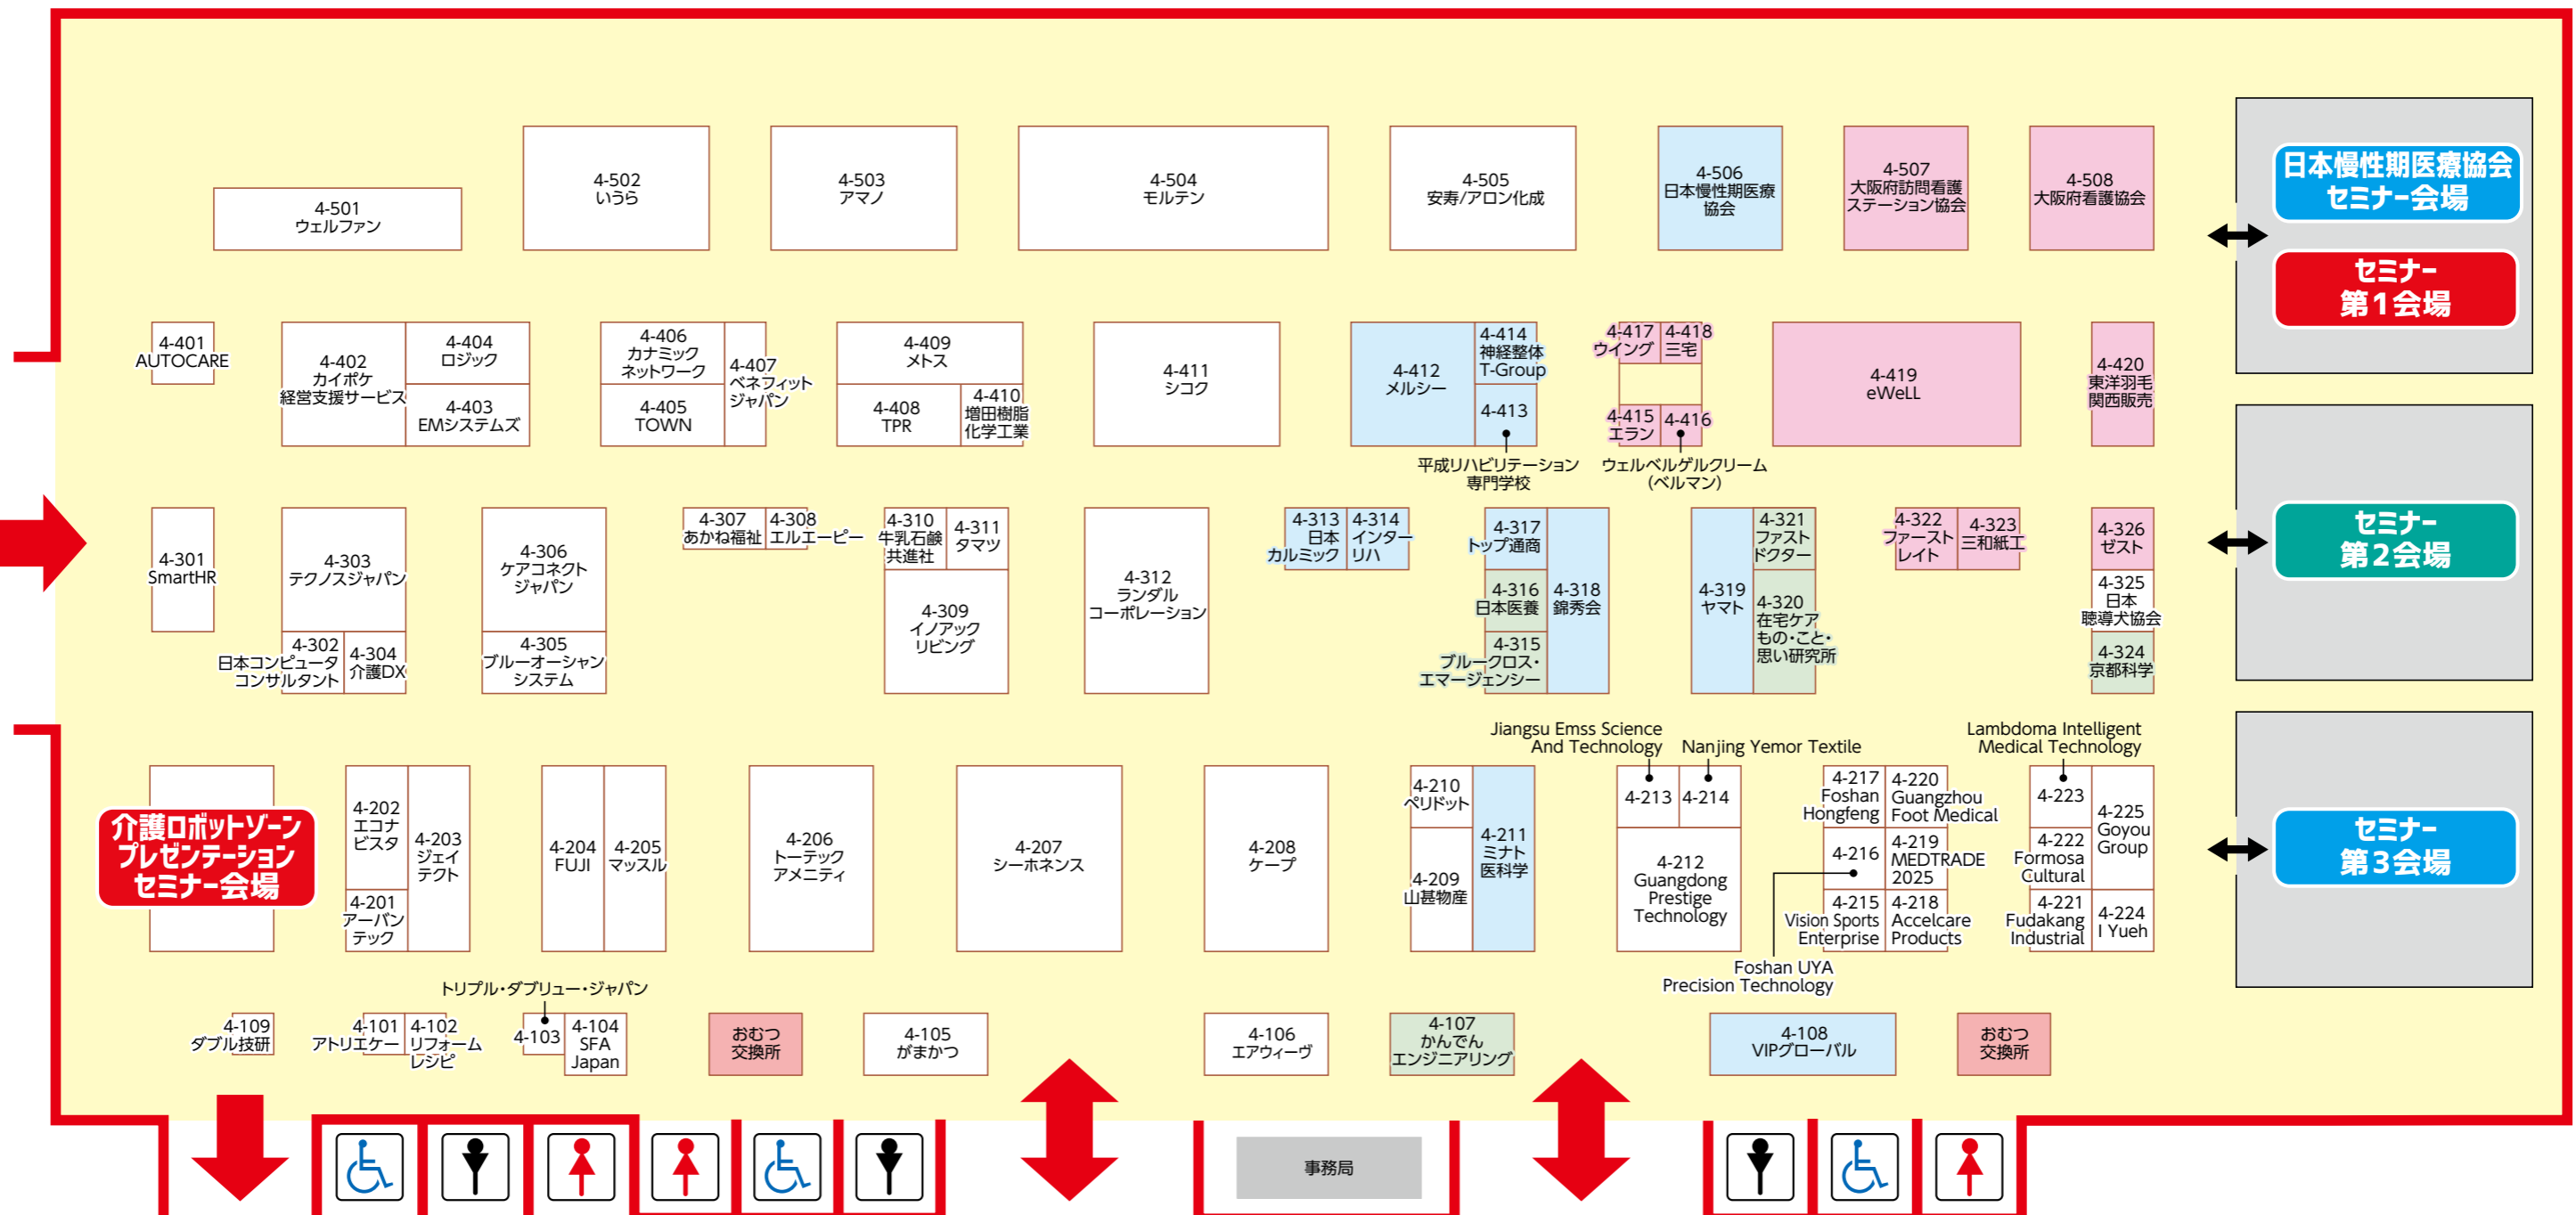 4-501
ウェルファン
4-502
いうら
4-503
アマノ
4-504
モルテン
4-505
安寿/アロン化成
4-506
日本慢性期医療
協会
4-507
大阪府訪問看護
ステーション協会
4-508
大阪府看護協会
日本慢性期医療協会
セミナー会場
セミナー
第1会場
4-401
AUTOCARE
4-402
カイポケ
経営支援サービス
4-404
ロジック
4-403
EMシステムズ
4-406
カナミック
ネットワーク
4-405
TOWN
4-407
ベネフィット
ジャパン
4-409
メトス
4-408
TPR
4-410
増田樹脂
化学工業
4-411
シコク
4-412
メルシー
4-414
神経整体
T-Group
4-413
平成リハビリテーション
専門学校
4-417
ウイング
4-418
三宅
4-415
エラン
4-416
ウェルベルゲルクリーム
（ベルマン）
4-419
eWeLL
4-420
東洋羽毛
関西販売
4-301
SmartHR
4-303
テクノスジャパン
4-302
日本コンピュータ
コンサルタント
4-304
介護DX
4-306
ケアコネクト
ジャパン
4-305
ブルーオーシャン
システム
4-307
あかね福祉
4-308
エルエーピー
4-310
牛乳石鹸
共進社
4-311
タマツ
4-309
イノアック
リビング
4-312
ランダル
コーポレーション
4-313
日本
カルミック
4-314
インター
リハ
4-317
トップ通商
4-316
日本医養
4-315
ブルークロス・
エマージェンシー
4-318
錦秀会
4-319
ヤマト
4-321
ファスト
ドクター
4-320
在宅ケア
もの・こと・
思い研究所
4-322
ファースト
レイト
4-323
三和紙工
4-326
ゼスト
4-325
日本
聴導犬協会
4-324
京都科学
セミナー
第2会場
介護ロボットゾーン
プレゼンテーション
セミナー会場
4-202
エコナ
ビスタ
4-201
アーバン
テック
4-203
ジェイ
テクト
4-204
FUJI
4-205
マッスル
4-206
トーテック
アメニティ
4-207
シーホネンス
4-208
ケープ
4-210
ペリドット
4-209
山甚物産
4-211
ミナト
医科学
Jiangsu Emss Science
And Technology
4-213
Nanjing Yemor Textile
4-214
4-212
Guangdong
Prestige
Technology
4-217
Foshan
Hongfeng
4-220
Guangzhou
Foot Medical
4-216
4-219
MEDTRADE
2025
4-215
Vision Sports
Enterprise
4-218
Accelcare
Products
Foshan UYA
Precision Technology
Lambdoma Intelligent
Medical Technology
4-223
4-222
Formosa
Cultural
4-221
Fudakang
Industrial
4-225
Goyou
Group
4-224
I Yueh
セミナー
第3会場
4-109
ダブル技研
4-101
アトリエケー
4-102
リフォーム
レシピ
トリプル・ダブリュー・ジャパン
4-103
4-104
SFA
Japan
おむつ
交換所
4-105
がまかつ
4-106
エアウィーヴ
4-107
かんでん
エンジニアリング
4-108
VIPグローバル
おむつ
交換所
事務局